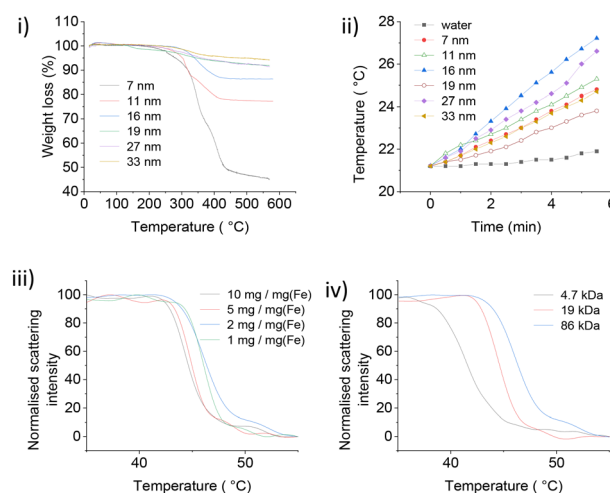 i)
100
90
80
70
60
50
40
Weight loss (%)
7 nm
11 nm
16 nm
19 nm
27 nm
33 nm
0 100 200 300 400 500 600 700
Temperature ( °C)
ii)
28
26
24
22
20
Temperature ( °C)
water
7 nm
11 nm
16 nm
19 nm
27 nm
33 nm
0 2 4 6
Time (min)
iii)
100
80
60
40
20
0
Normalised scattering
intensity
10 mg / mg(Fe)
5 mg / mg(Fe)
2 mg / mg(Fe)
1 mg / mg(Fe)
40 50
Temperature ( °C)
iv)
100
80
60
40
20
0
Normalised scattering
intensity
4.7 kDa
19 kDa
86 kDa
40 50
Temperature ( °C)